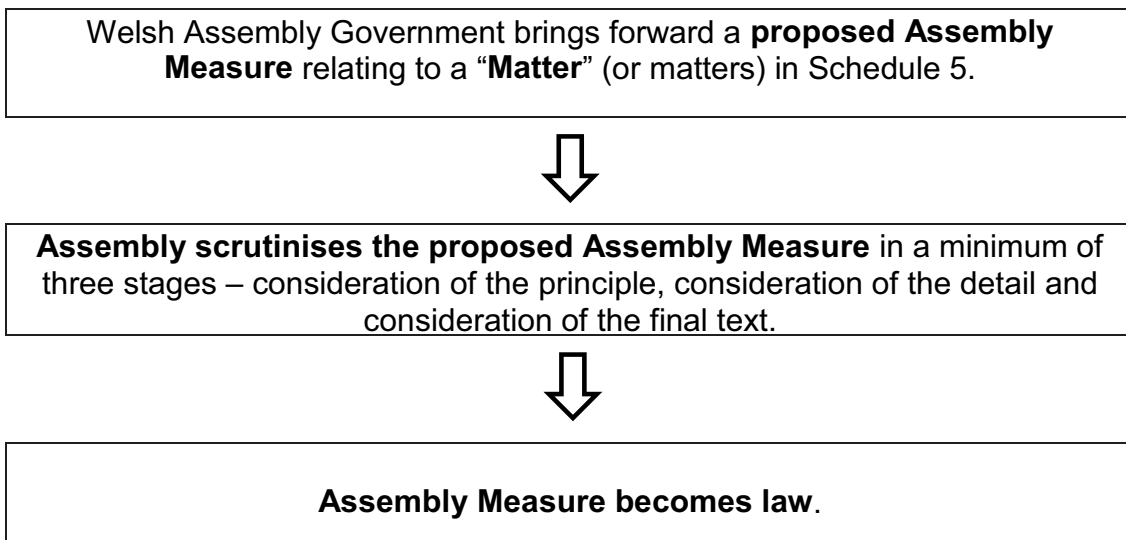 Welsh Assembly Government brings forward a proposed Assembly
Measure relating to a “Matter” (or matters) in Schedule 5.
Assembly scrutinises the proposed Assembly Measure in a minimum of
three stages – consideration of the principle, consideration of the detail and
consideration of the final text.
Assembly Measure becomes law.